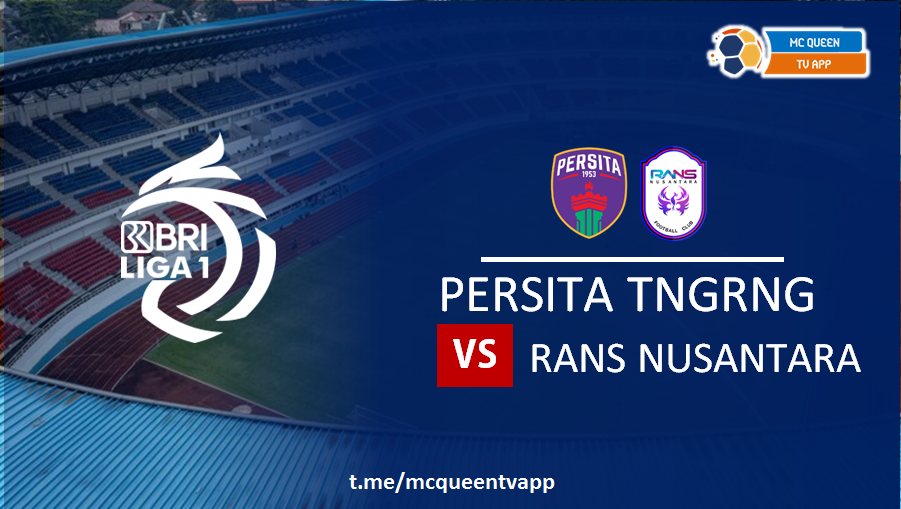 MC QUEEN
TV APP
BRI
LIGA 1
PERSITA
1953
RANS
NUSANTARA
FOOTBALL CLUB
PERSITA TNGRNG
VS
RANS NUSANTARA
t.me/mcqueentvapp